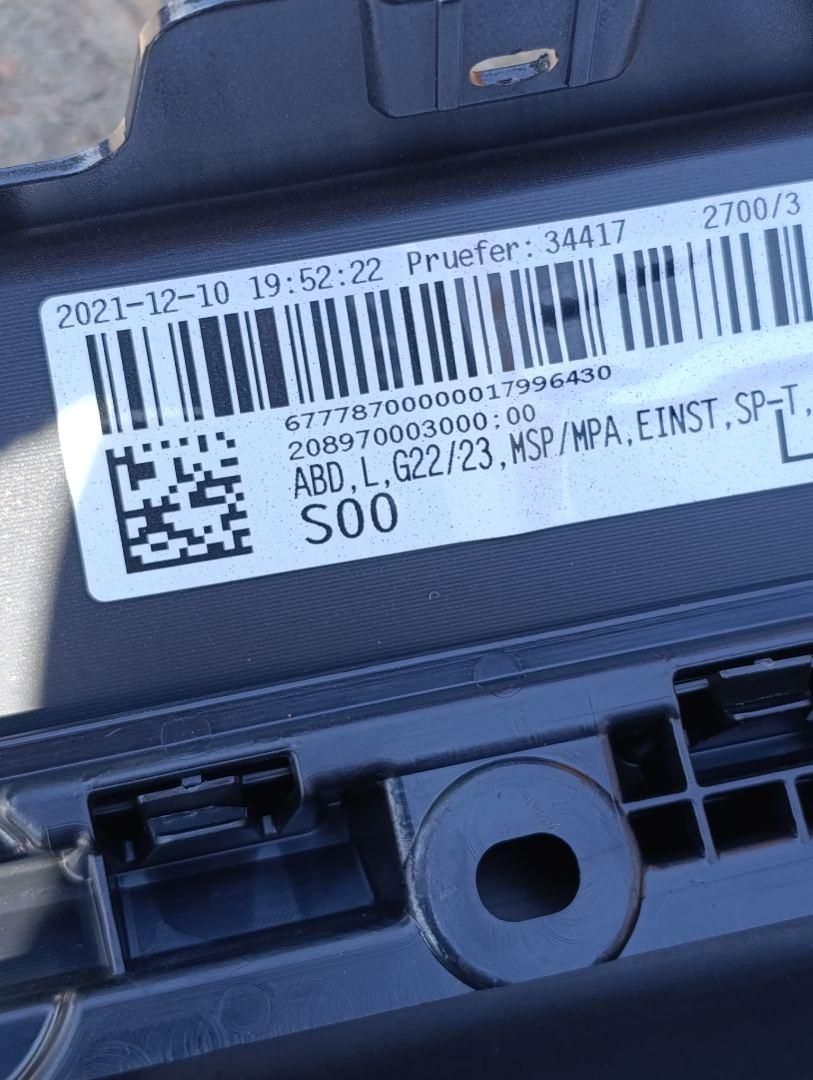 2021-12-10 19:52:22 Pruefer: 34417 2700/3
67778700000017996430
208970003000:00
ABD,L,G22/23,MSP/MPA,EINST,SP-T,
S00